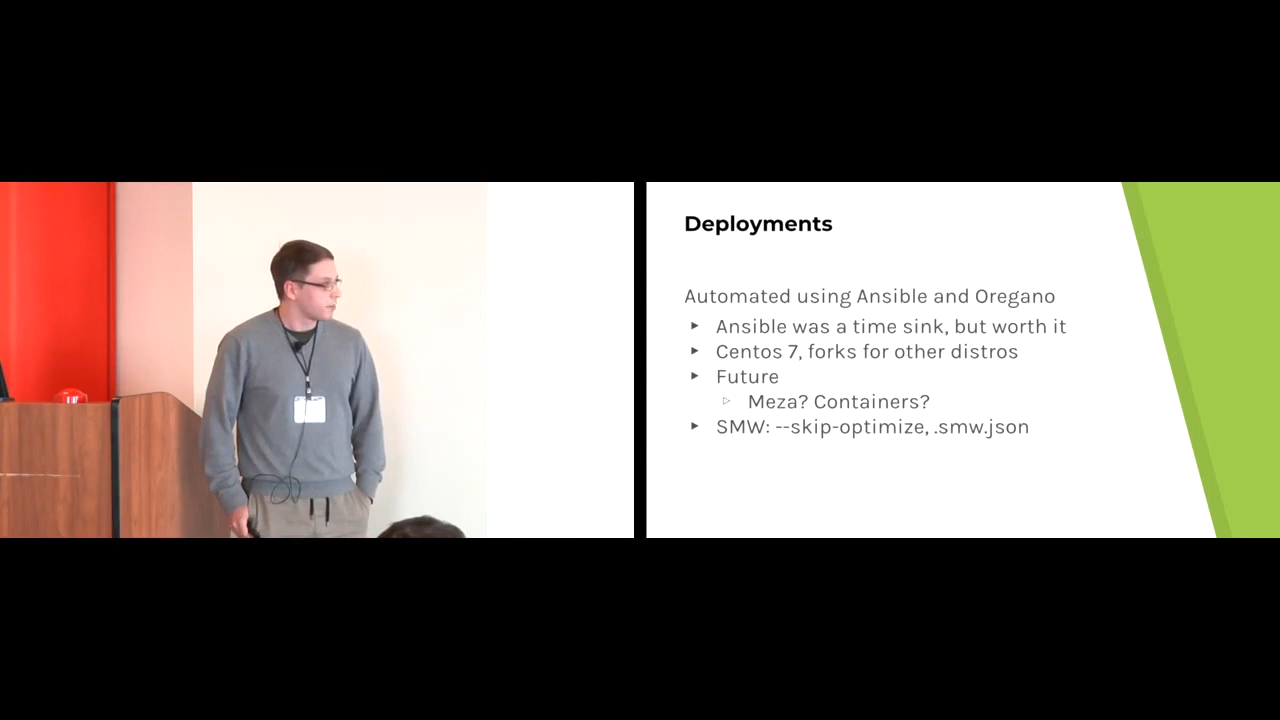 Deployments
Automated using Ansible and Oregano
Ansible was a time sink, but worth it
Centos 7, forks for other distros
Future
Meza? Containers?
SMW: --skip-optimize, .smw.json